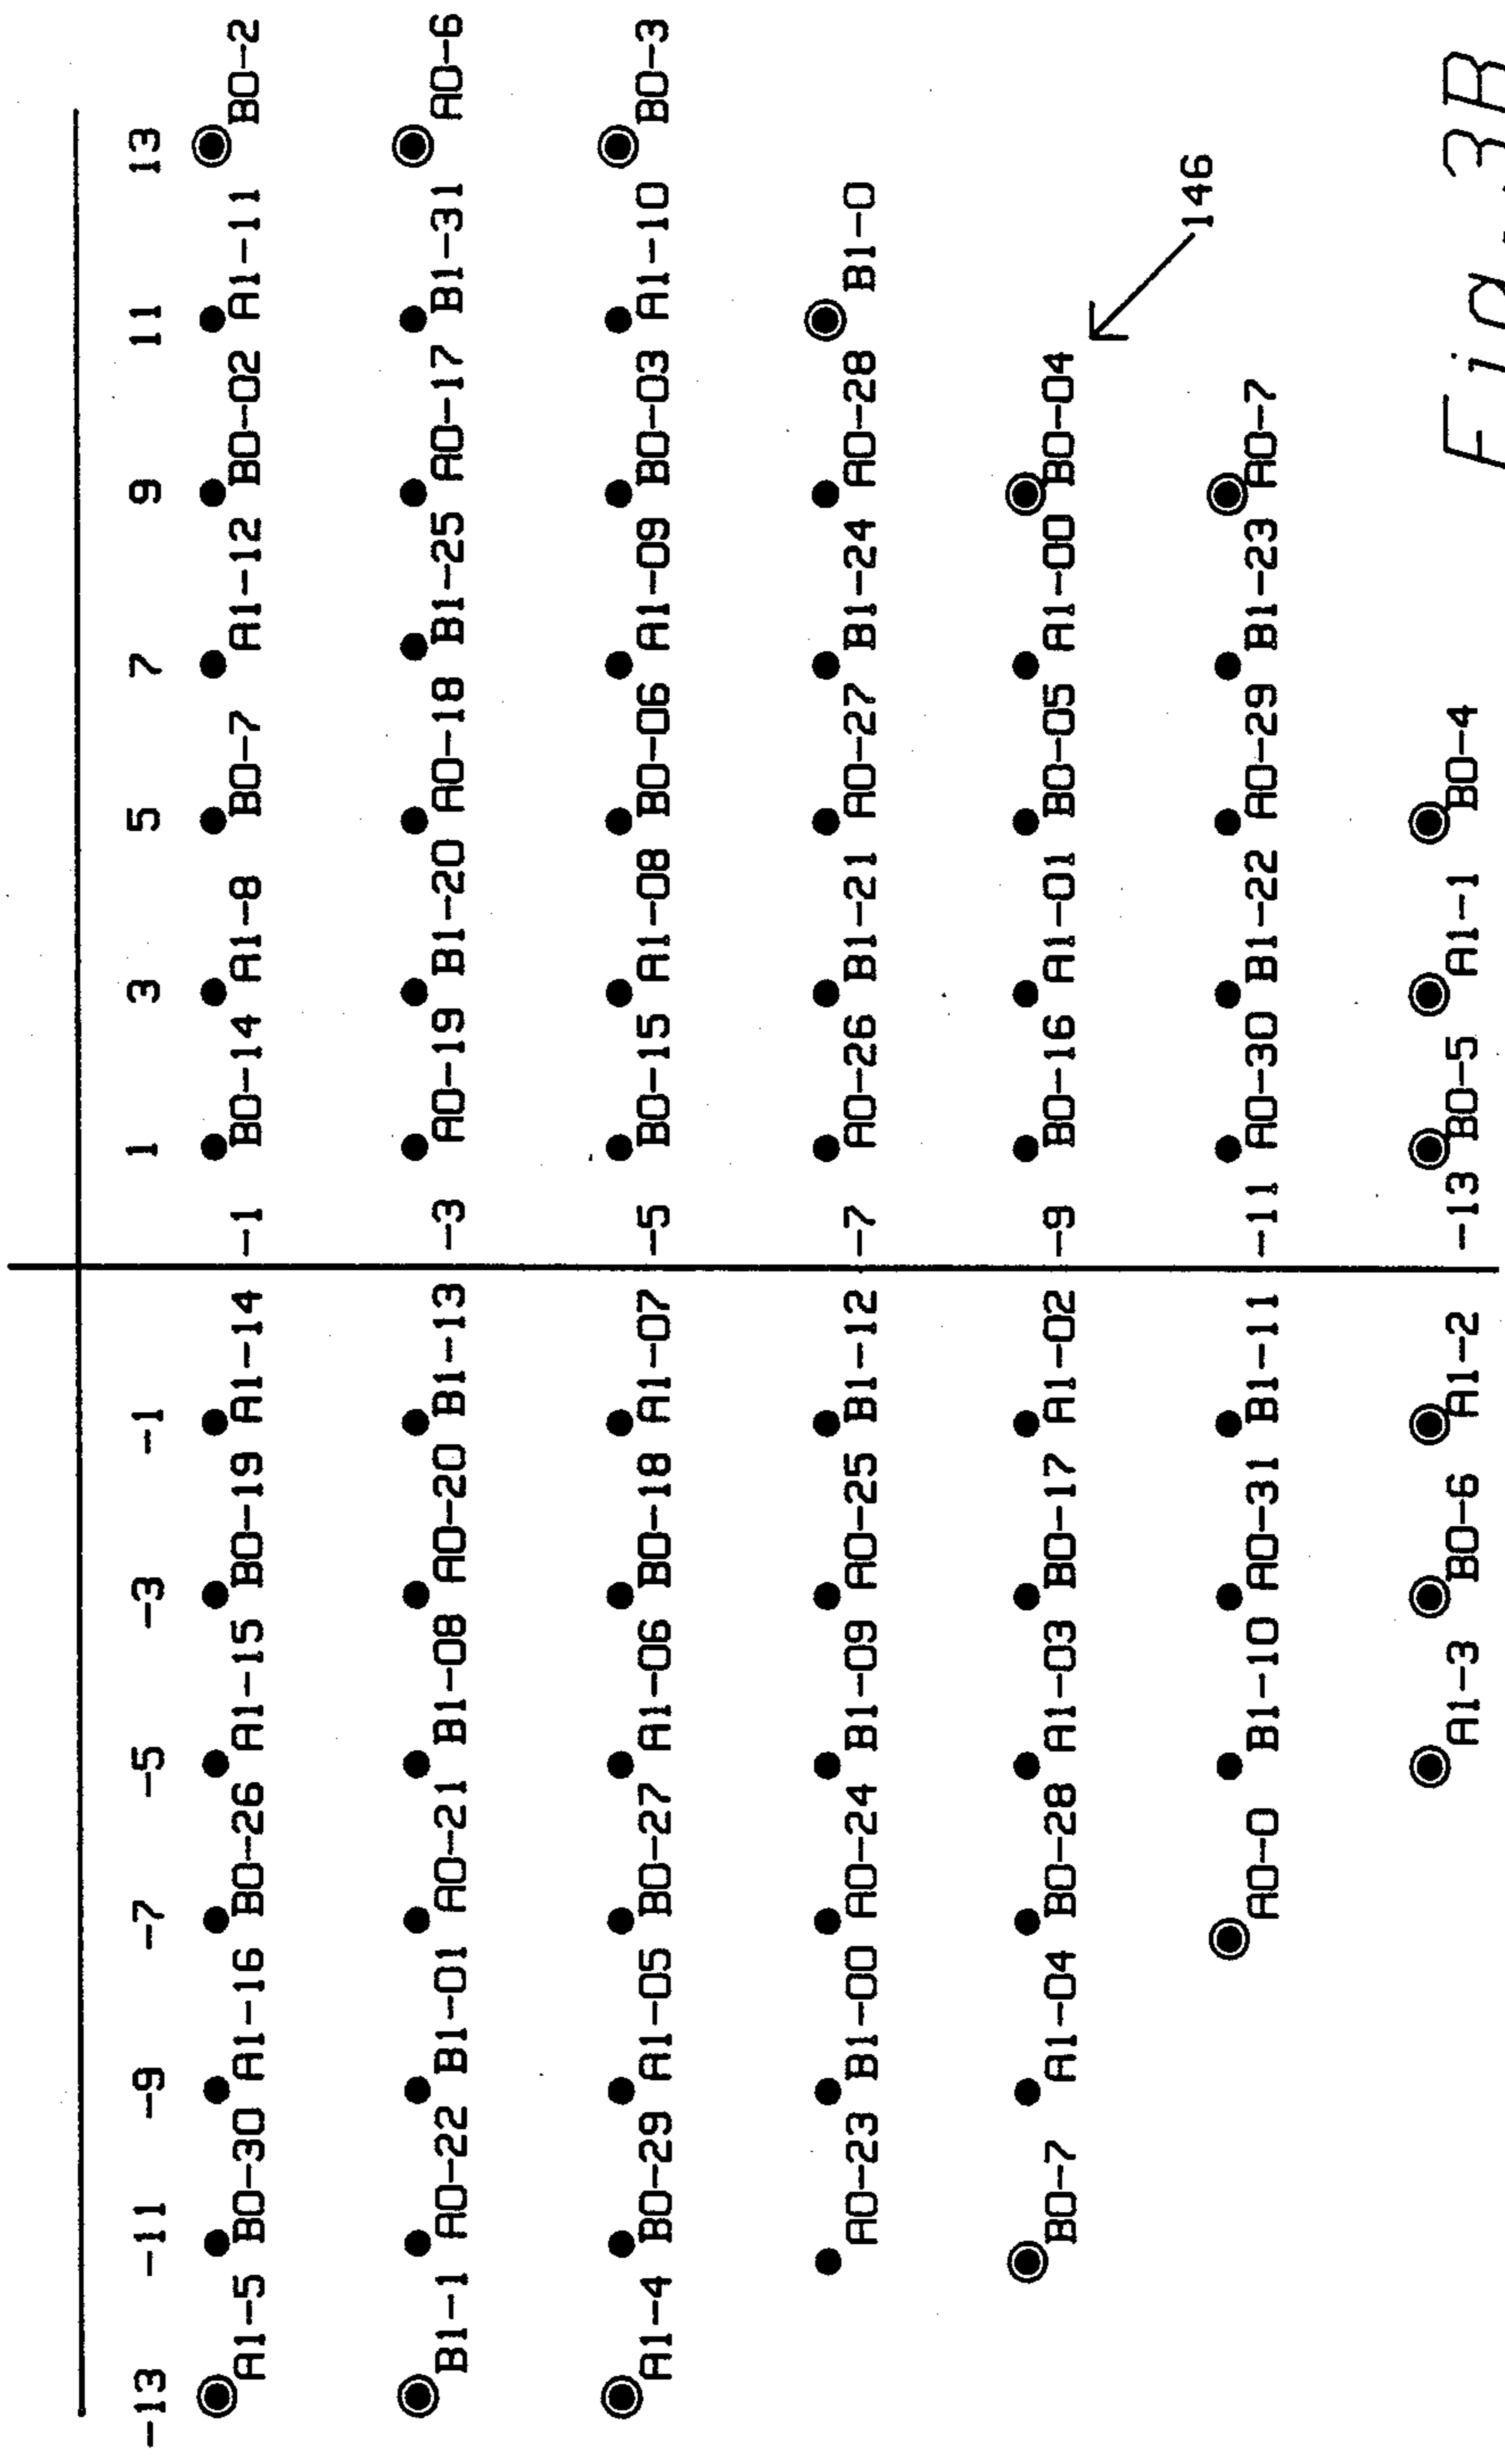 -13 -11 -9 -7 -5 -3 -1 1 3 5 7 9 11 13
A1-5 B0-30 A1-16 B0-26 A1-15 B0-19 A1-14 -1 B0-14 A1-8 B0-7 A1-12 B0-02 A1-11 B0-2
B1-1 A0-22 B1-01 A0-21 B1-08 A0-20 B1-13 -3 A0-19 B1-20 A0-18 B1-25 A0-17 B1-31 A0-6
A1-4 B0-29 A1-05 B0-27 A1-06 B0-18 A1-07 -5 B0-15 A1-08 B0-06 A1-09 B0-03 A1-10 B0-3
A0-23 B1-00 A0-24 B1-09 A0-25 B1-12 -7 A0-26 B1-21 A0-27 B1-24 A0-28 B1-0
B0-7 A1-04 B0-28 A1-03 B0-17 A1-02 -9 B0-16 A1-01 B0-05 A1-00 B0-04
146
A0-0 B1-10 A0-31 B1-11 -11 A0-30 B1-22 A0-29 B1-23 A0-7
A1-3 B0-6 A1-2 -13 B0-5 A1-1 B0-4
Fig. 3B